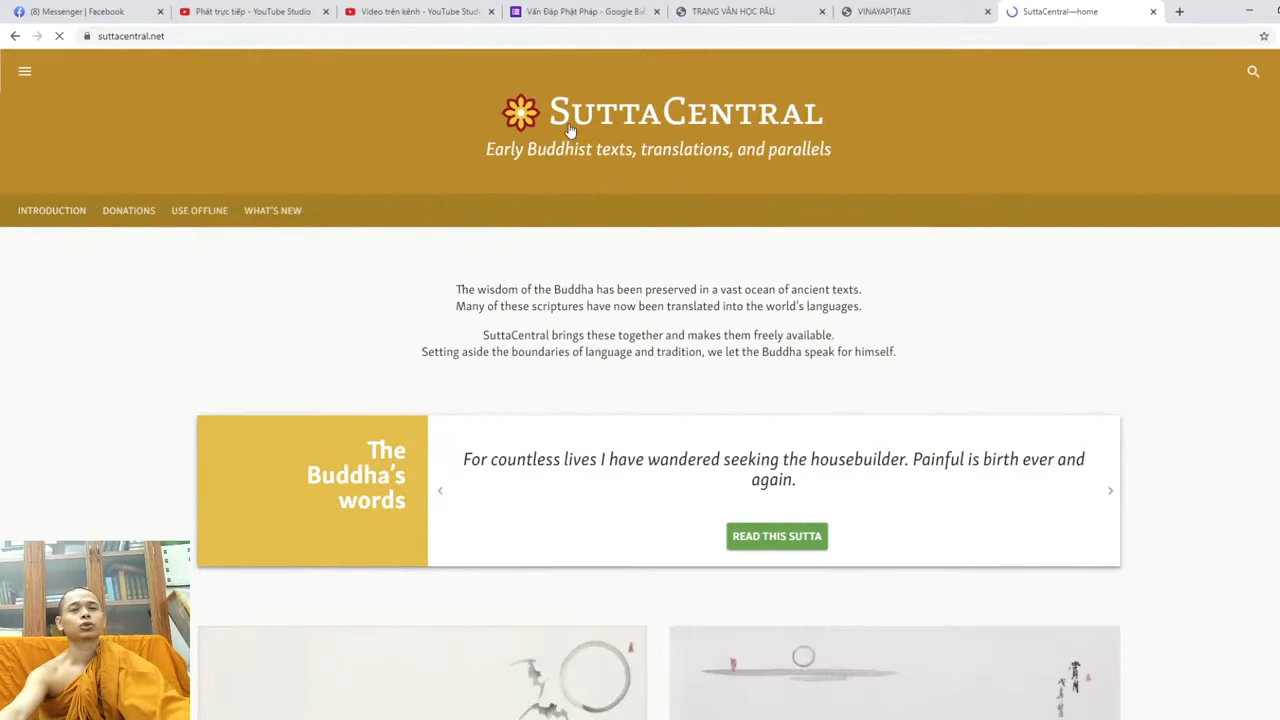 (8) Messenger | Facebook
Phát trực tiếp - YouTube Studio
Video trên kênh - YouTube Studi
Vấn Đáp Phật Pháp - Google Bi
TRANG VĂN HỌC PĀLI
VINAYAPIṬAKE
SuttaCentral—home
suttacentral.net
SUTTACENTRAL
Early Buddhist texts, translations, and parallels
INTRODUCTION
DONATIONS
USE OFFLINE
WHAT'S NEW
The wisdom of the Buddha has been preserved in a vast ocean of ancient texts.
Many of these scriptures have now been translated into the world's languages.
SuttaCentral brings these together and makes them freely available.
Setting aside the boundaries of language and tradition, we let the Buddha speak for himself.
The
Buddha's
words
For countless lives I have wandered seeking the housebuilder. Painful is birth ever and
again.
READ THIS SUTTA